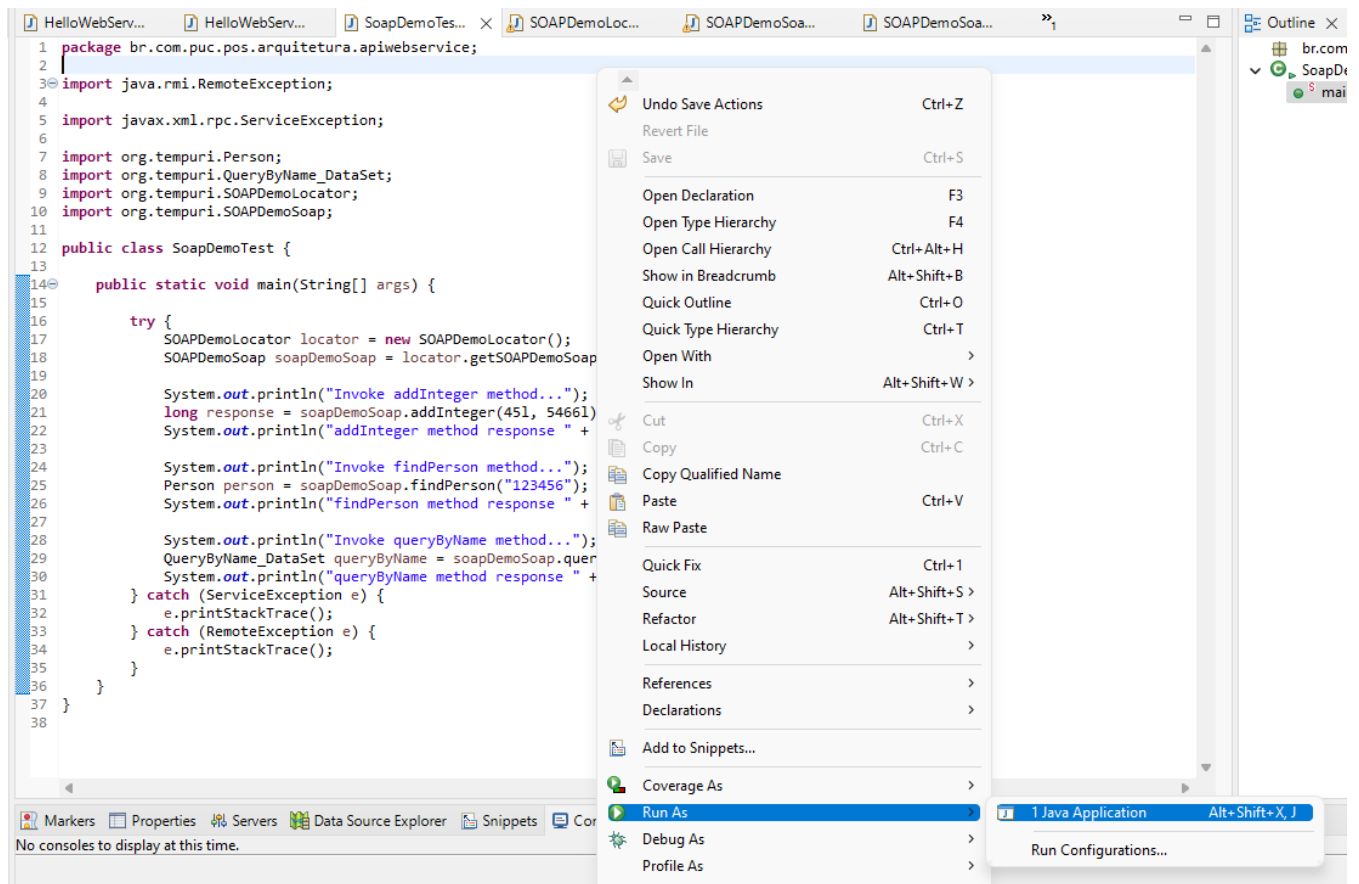 HelloWebServ...
HelloWebServ...
SoapDemoTes...
SOAPDemoLoc...
SOAPDemoSoa...
SOAPDemoSoa...
»1
Outline
1 package br.com.puc.pos.arquitetura.apiwebservice;
2
3 import java.rmi.RemoteException;
4
5 import javax.xml.rpc.ServiceException;
6
7 import org.tempuri.Person;
8 import org.tempuri.QueryByName_DataSet;
9 import org.tempuri.SOAPDemoLocator;
10 import org.tempuri.SOAPDemoSoap;
11
12 public class SoapDemoTest {
13
14 public static void main(String[] args) {
15
16 try {
17 SOAPDemoLocator locator = new SOAPDemoLocator();
18 SOAPDemoSoap soapDemoSoap = locator.getSOAPDemoSoap
19
20 System.out.println("Invoke addInteger method...");
21 long response = soapDemoSoap.addInteger(45l, 5466l)
22 System.out.println("addInteger method response " +
23
24 System.out.println("Invoke findPerson method...");
25 Person person = soapDemoSoap.findPerson("123456");
26 System.out.println("findPerson method response " +
27
28 System.out.println("Invoke queryByName method...");
29 QueryByName_DataSet queryByName = soapDemoSoap.quer
30 System.out.println("queryByName method response " +
31 } catch (ServiceException e) {
32 e.printStackTrace();
33 } catch (RemoteException e) {
34 e.printStackTrace();
35 }
36 }
37 }
38
Undo Save Actions Ctrl+Z
Revert File
Save Ctrl+S
Open Declaration F3
Open Type Hierarchy F4
Open Call Hierarchy Ctrl+Alt+H
Show in Breadcrumb Alt+Shift+B
Quick Outline Ctrl+O
Quick Type Hierarchy Ctrl+T
Open With >
Show In Alt+Shift+W >
Cut Ctrl+X
Copy Ctrl+C
Copy Qualified Name
Paste Ctrl+V
Raw Paste
Quick Fix Ctrl+1
Source Alt+Shift+S >
Refactor Alt+Shift+T >
Local History >
References >
Declarations >
Add to Snippets...
Coverage As >
Run As >
Debug As >
Profile As >
1 Java Application Alt+Shift+X, J
Run Configurations...
br.com
SoapDe
S mai
Markers
Properties
Servers
Data Source Explorer
Snippets
Cor
No consoles to display at this time.